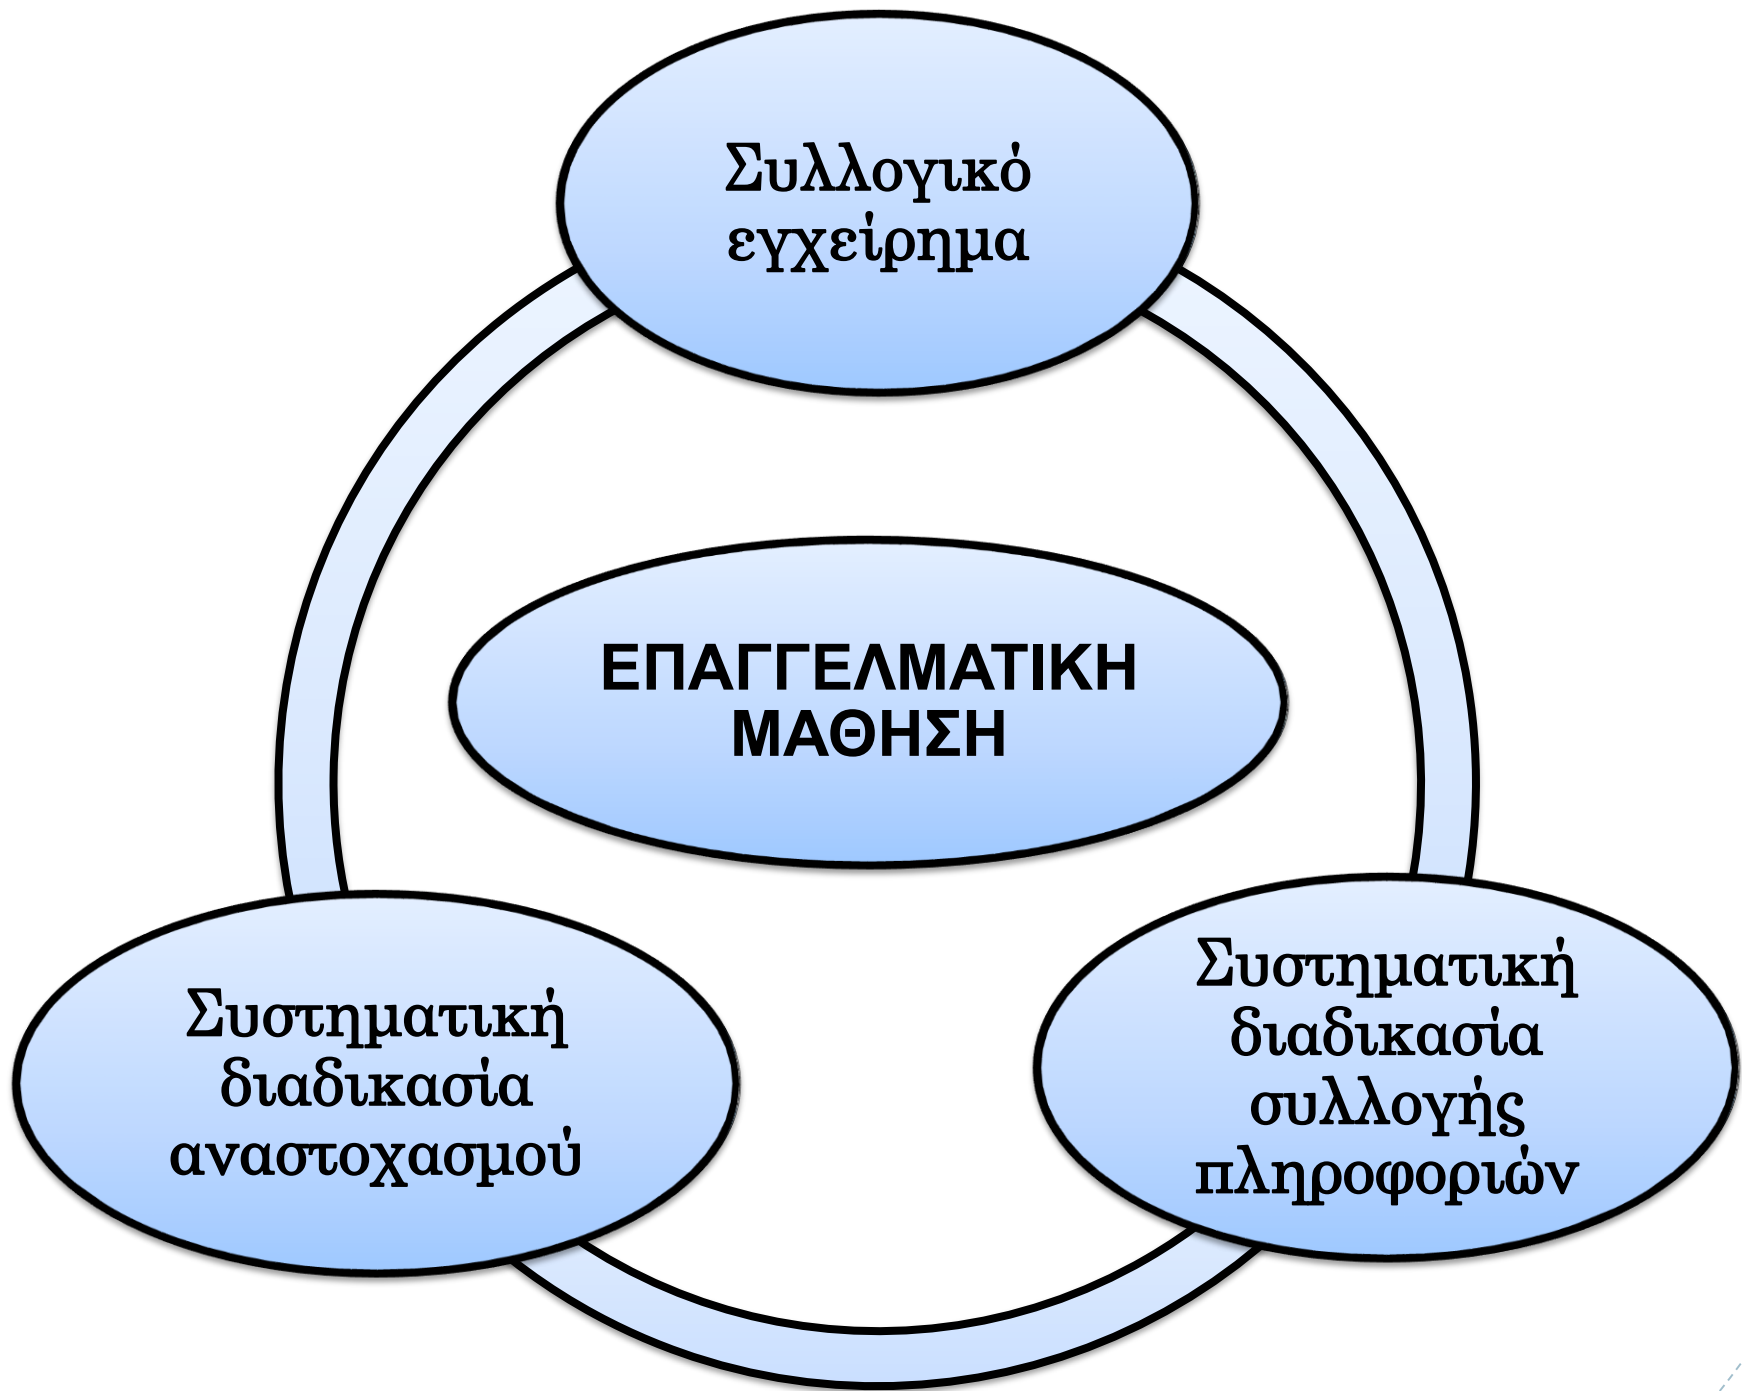 Συλλογικό
εγχείρημα
ΕΠΑΓΓΕΛΜΑΤΙΚΗ
ΜΑΘΗΣΗ
Συστηματική
διαδικασία
αναστοχασμού
Συστηματική
διαδικασία
συλλογής
πληροφοριών